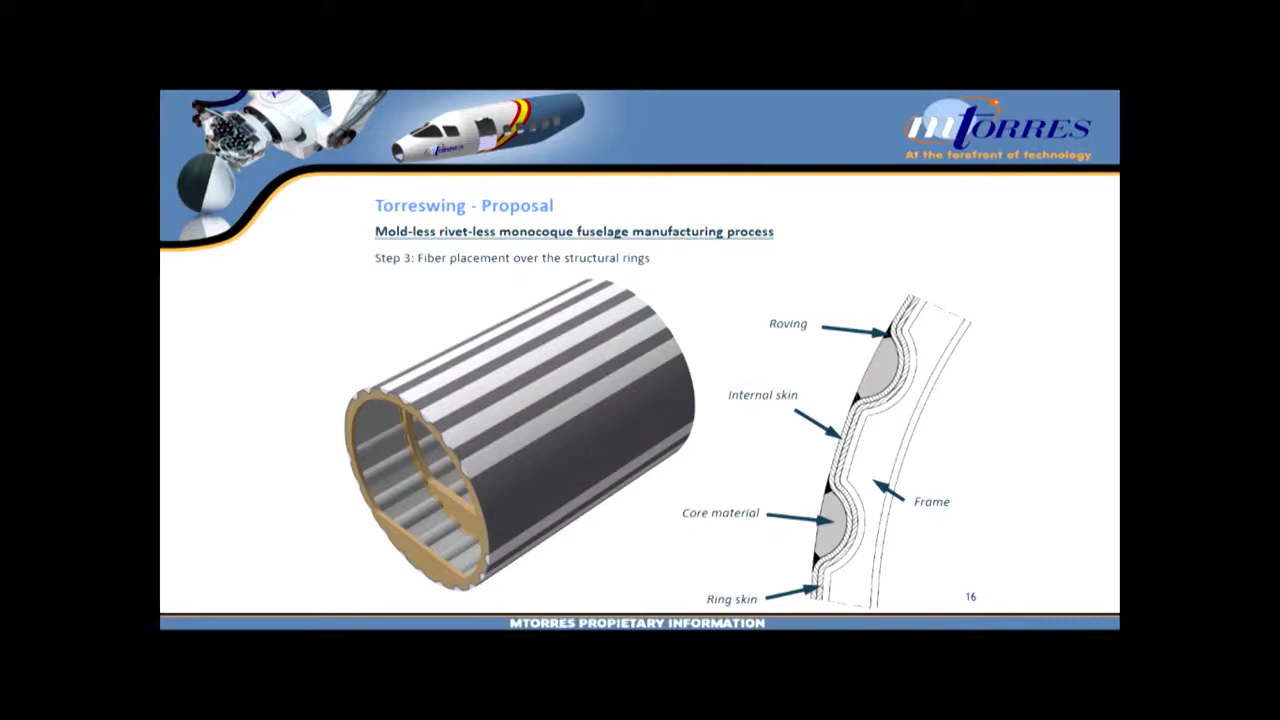 mTORRES
At the forefront of technology
TORRES
Torreswing - Proposal
Mold-less rivet-less monocoque fuselage manufacturing process
Step 3: Fiber placement over the structural rings
Roving
Internal skin
Core material
Frame
Ring skin
16
MTORRES PROPIETARY INFORMATION